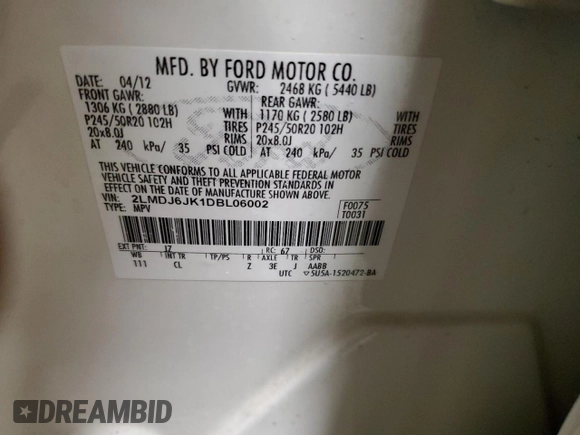 MFD. BY FORD MOTOR CO.
DATE: 04/12 GVWR: 2468 KG ( 5440 LB)
FRONT GAWR: REAR GAWR:
1306 KG ( 2880 LB) WITH 1170 KG ( 2580 LB) WITH
P245/50R20 102H TIRES P245/50R20 102H TIRES
20x8.0J RIMS 20x8.0J RIMS
AT 240 kPa/ 35 PSI COLD AT 240 kPa/ 35 PSI COLD
THIS VEHICLE CONFORMS TO ALL APPLICABLE FEDERAL MOTOR
VEHICLE SAFETY AND THEFT PREVENTION STANDARDS IN
EFFECT ON THE DATE OF MANUFACTURE SHOWN ABOVE.
VIN: 2LMDJ6JK1DBL06002 F0075
TYPE: MPV T0031
EXT PNT: J7 RC: 67 DSO:
WB INT TR TP/PS R AXLE TR SPR
111 CL Z 3E J AABB
UTC 5U5A-1520472-BA
DREAMBID